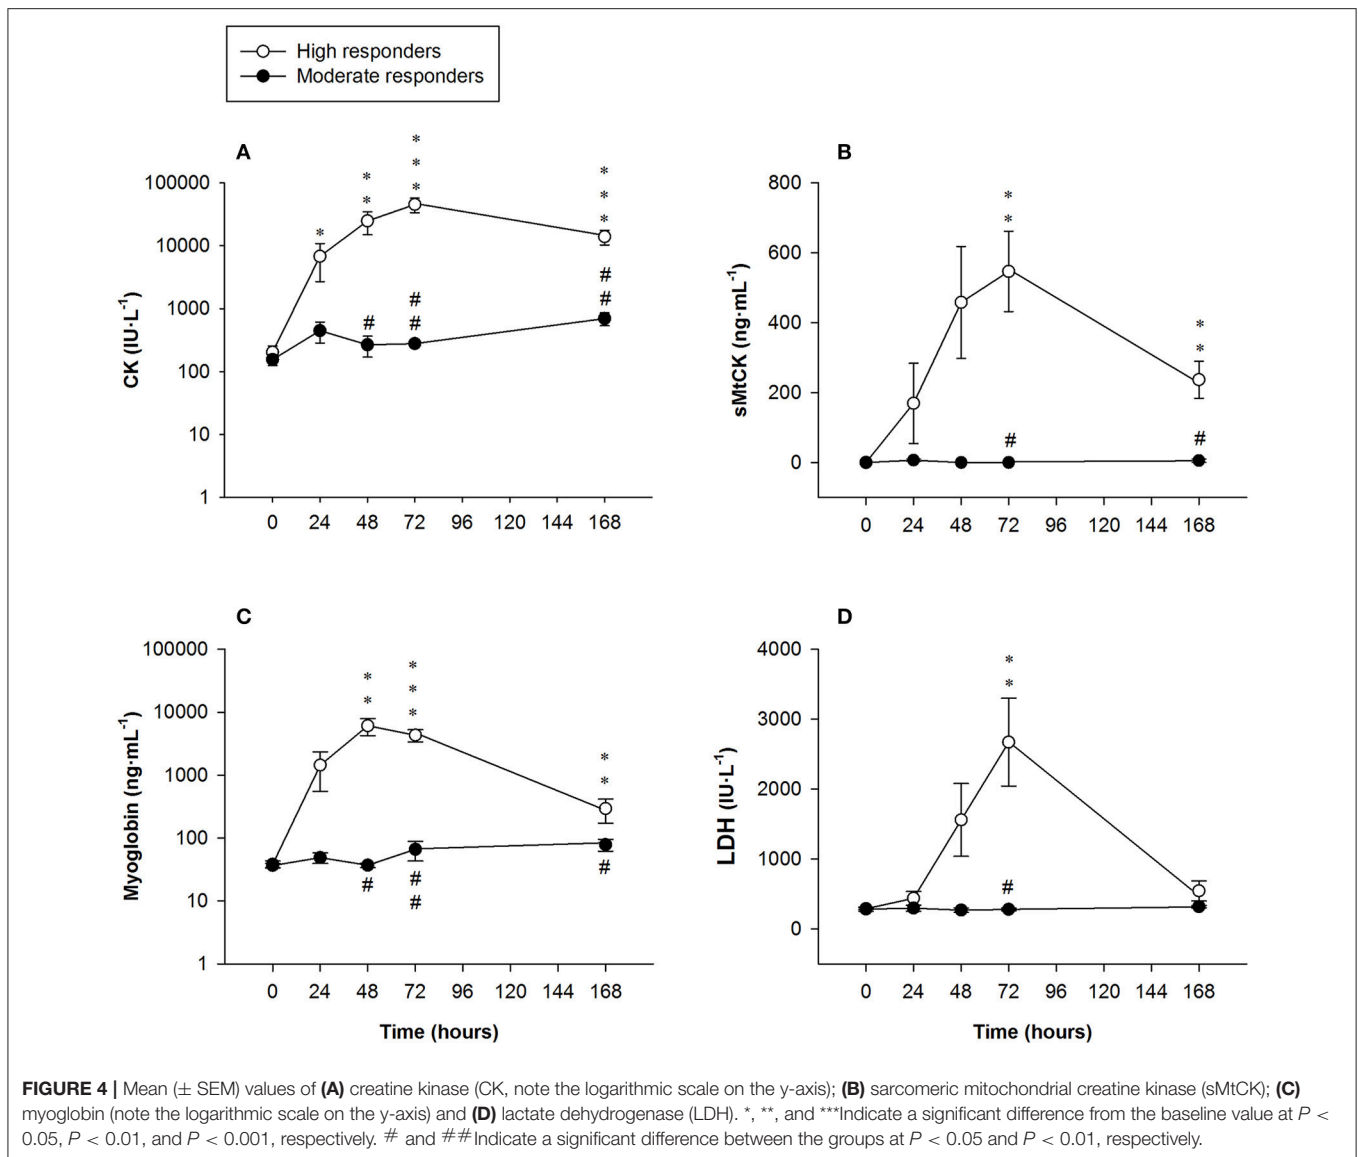 High responders
Moderate responders
A
100000
10000
1000
100
10
1
CK (IU·L⁻¹)
*
* *
* * *
* * *
#
# #
# #
0 24 48 72 96 120 144 168
B
800
600
400
200
0
sMtCK (ng·mL⁻¹)
* *
* *
#
#
0 24 48 72 96 120 144 168
C
100000
10000
1000
100
10
1
Myoglobin (ng·mL⁻¹)
* *
* * *
* *
#
# #
#
0 24 48 72 96 120 144 168
Time (hours)
D
4000
3000
2000
1000
0
LDH (IU·L⁻¹)
* *
#
0 24 48 72 96 120 144 168
Time (hours)
FIGURE 4 | Mean (± SEM) values of (A) creatine kinase (CK, note the logarithmic scale on the y-axis); (B) sarcomeric mitochondrial creatine kinase (sMtCK); (C)
myoglobin (note the logarithmic scale on the y-axis) and (D) lactate dehydrogenase (LDH). *, **, and ***Indicate a significant difference from the baseline value at P <
0.05, P < 0.01, and P < 0.001, respectively. # and ##Indicate a significant difference between the groups at P < 0.05 and P < 0.01, respectively.